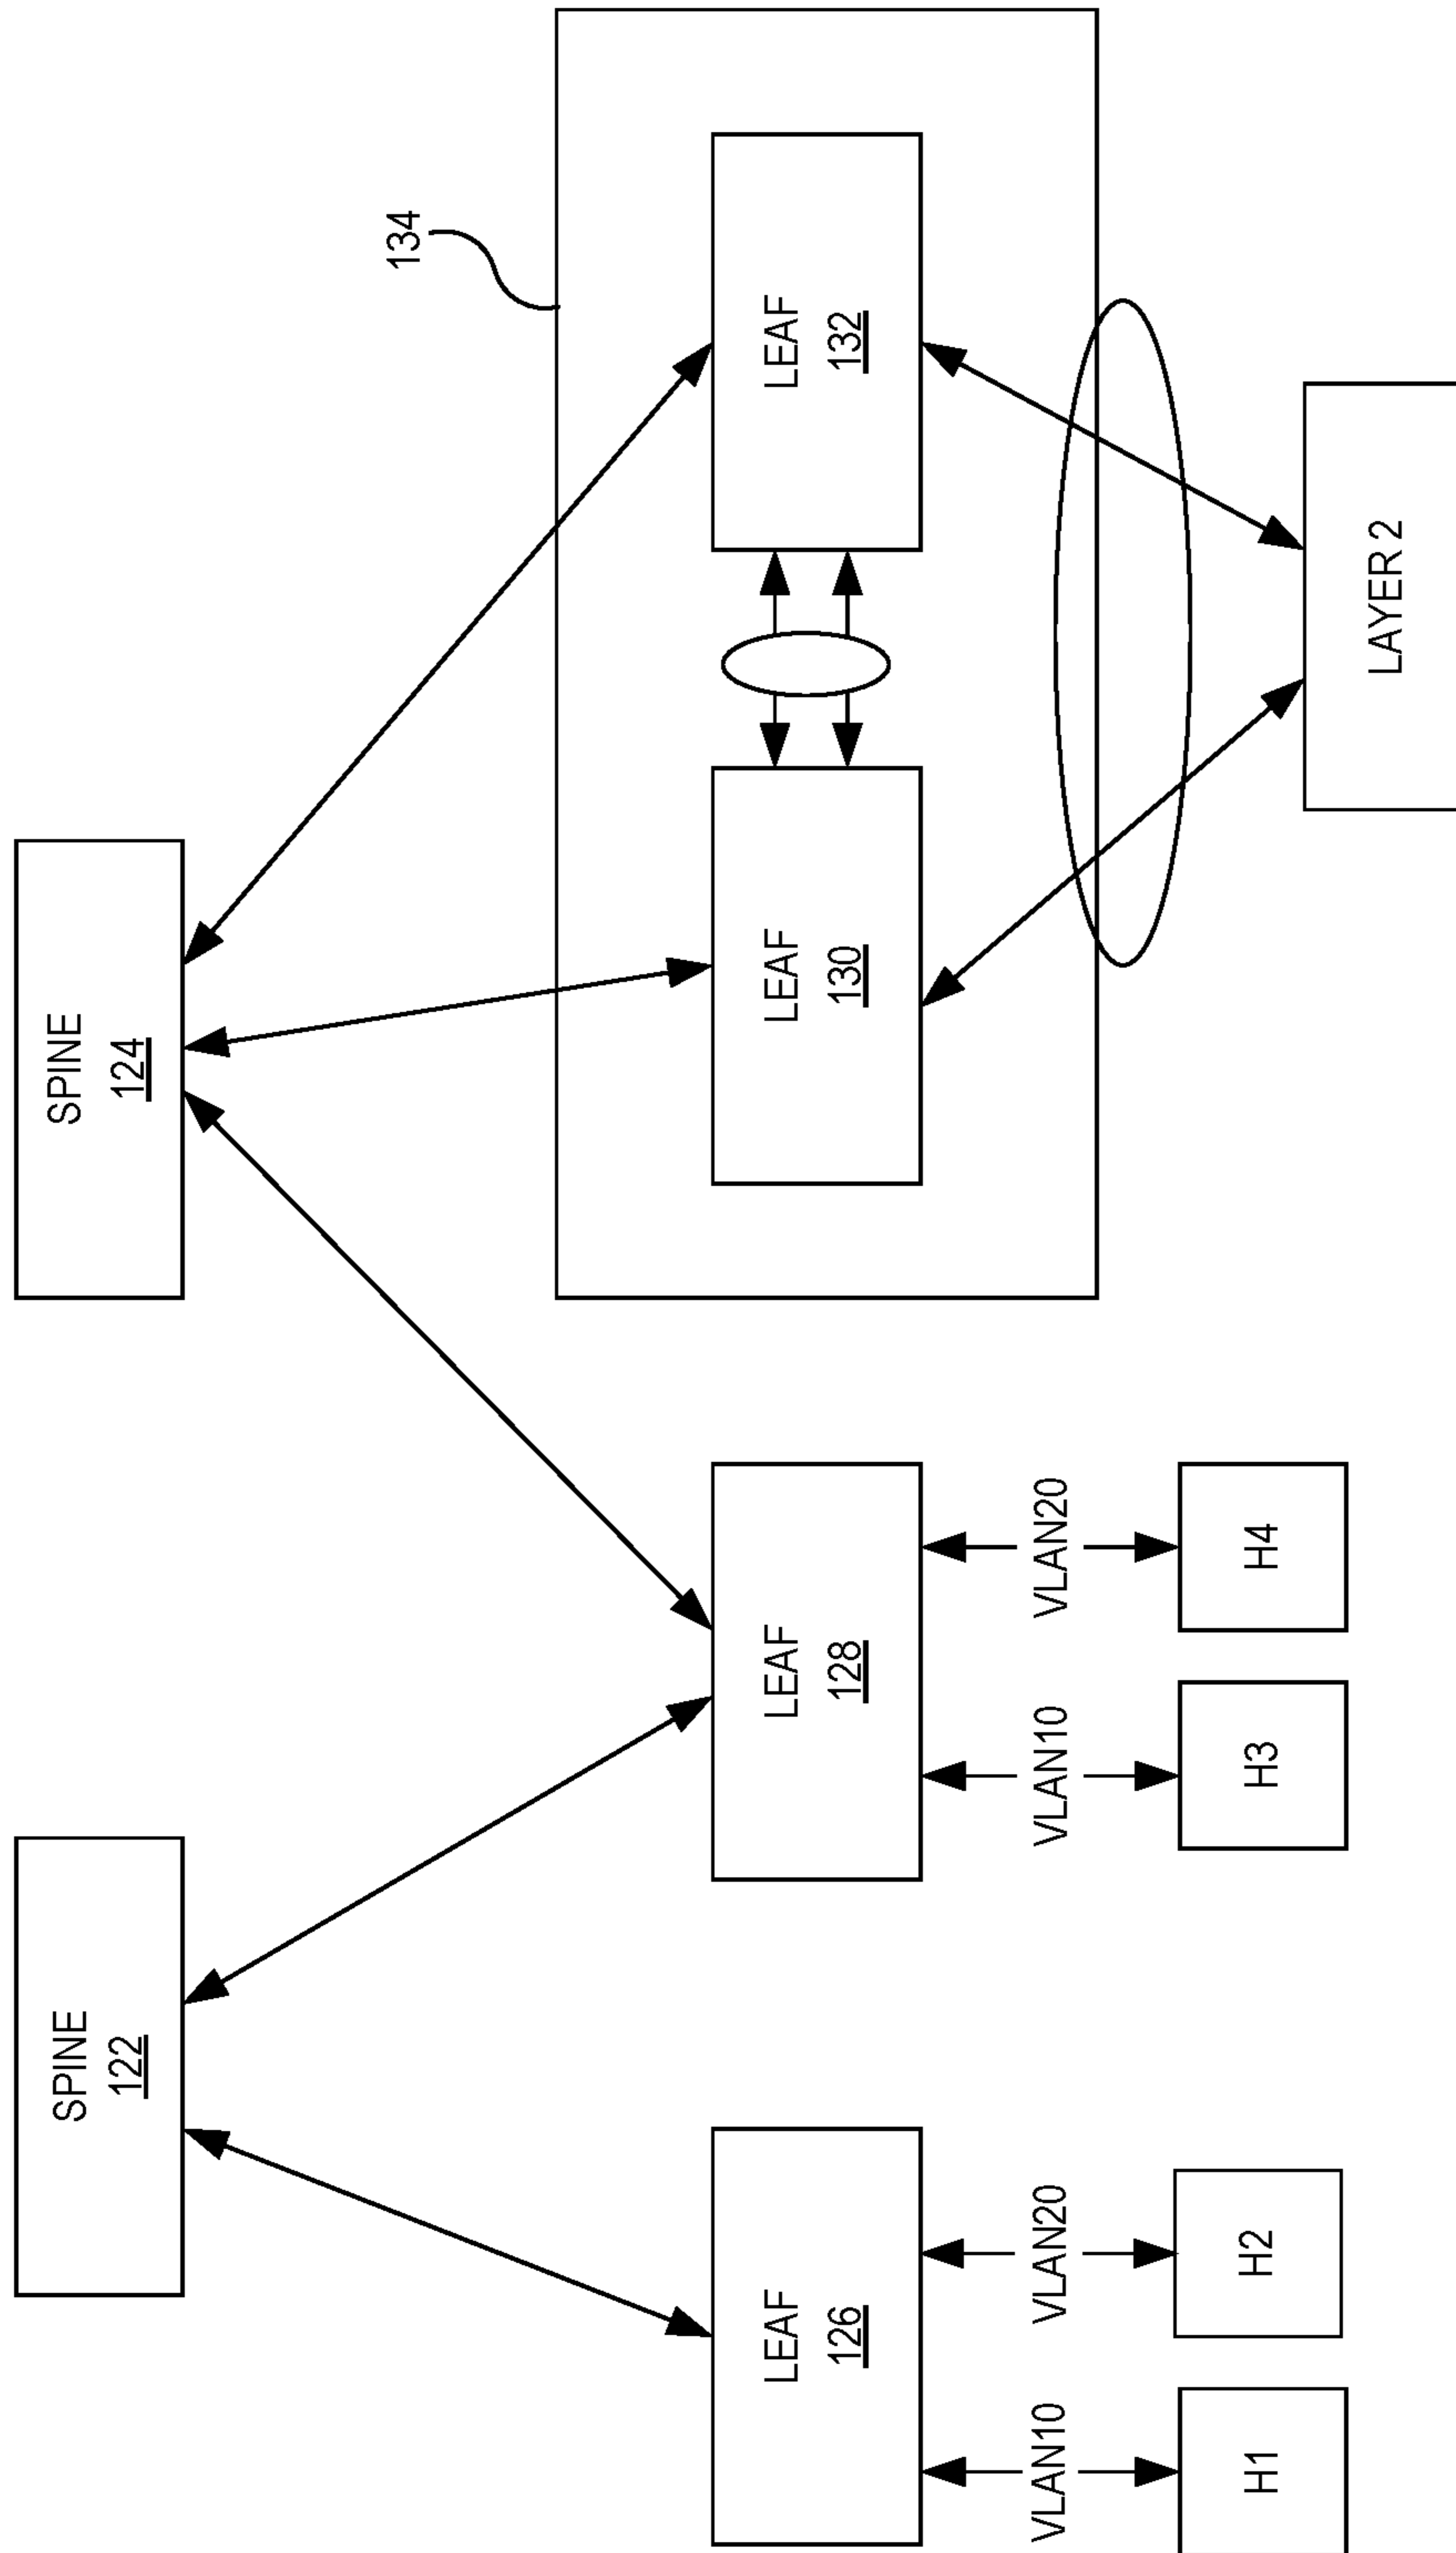 SPINE
122
SPINE
124
134
LEAF
126
LEAF
128
LEAF
130
LEAF
132
VLAN10
VLAN20
VLAN10
VLAN20
H1
H2
H3
H4
LAYER 2